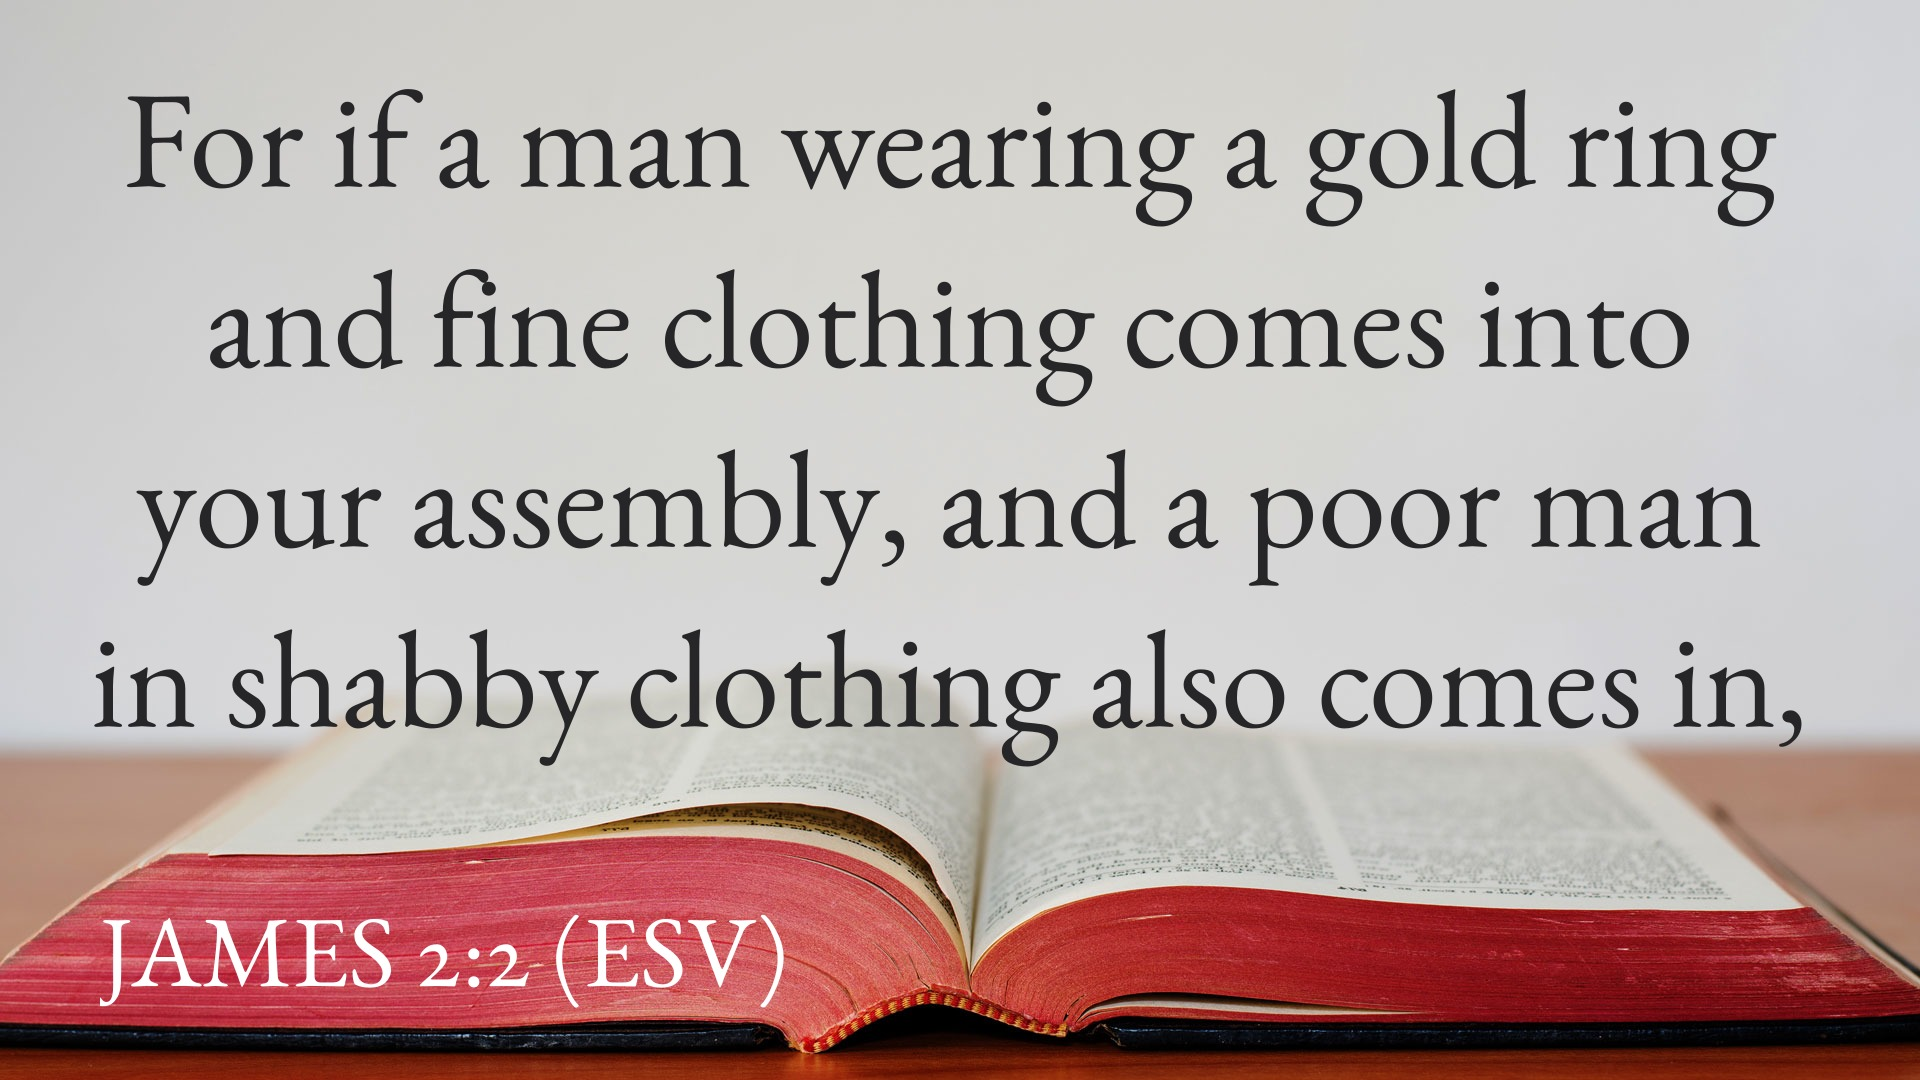 For if a man wearing a gold ring
and fine clothing comes into
your assembly, and a poor man
in shabby clothing also comes in,
JAMES 2:2 (ESV)